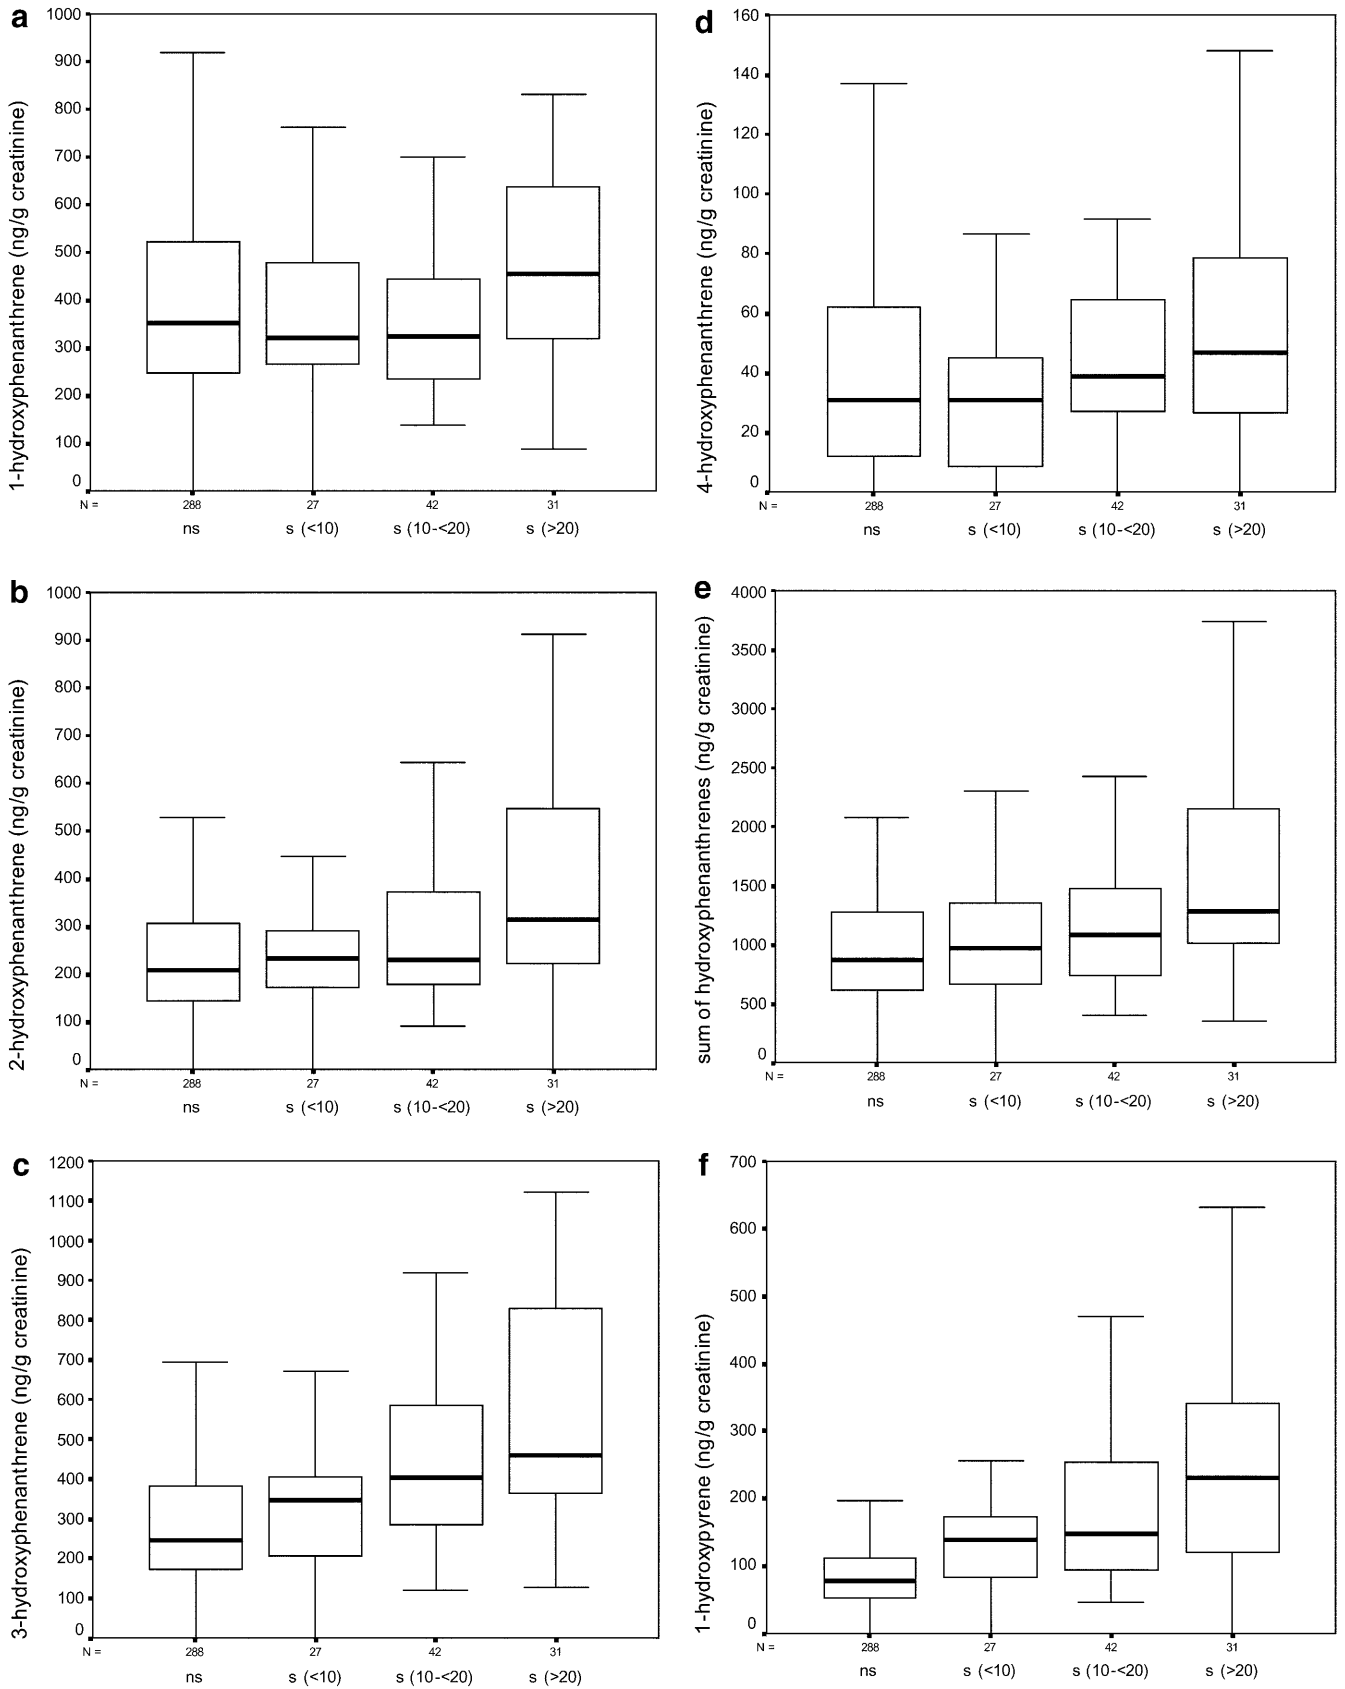 a
1-hydroxyphenanthrene (ng/g creatinine)
1000
900
800
700
600
500
400
300
200
100
0
N = 288 27 42 31
ns s (<10) s (10-<20) s (>20)
d
4-hydroxyphenanthrene (ng/g creatinine)
160
140
120
100
80
60
40
20
0
N = 288 27 42 31
ns s (<10) s (10-<20) s (>20)
b
2-hydroxyphenanthrene (ng/g creatinine)
1000
900
800
700
600
500
400
300
200
100
0
N = 288 27 42 31
ns s (<10) s (10-<20) s (>20)
e
sum of hydroxyphenanthrenes (ng/g creatinine)
4000
3500
3000
2500
2000
1500
1000
500
0
N = 288 27 42 31
ns s (<10) s (10-<20) s (>20)
c
3-hydroxyphenanthrene (ng/g creatinine)
1200
1100
1000
900
800
700
600
500
400
300
200
100
0
N = 288 27 42 31
ns s (<10) s (10-<20) s (>20)
f
1-hydroxypyrene (ng/g creatinine)
700
600
500
400
300
200
100
0
N = 288 27 42 31
ns s (<10) s (10-<20) s (>20)